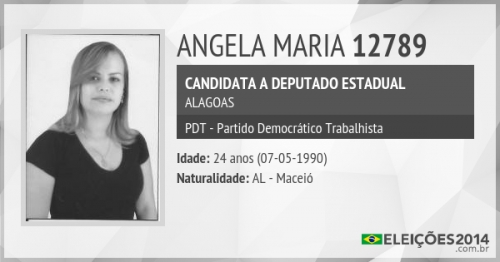 ANGELA MARIA 12789
CANDIDATA A DEPUTADO ESTADUAL
ALAGOAS
PDT - Partido Democrático Trabalhista
Idade: 24 anos (07-05-1990)
Naturalidade: AL - Maceió
ELEIÇÕES2014
.com.br